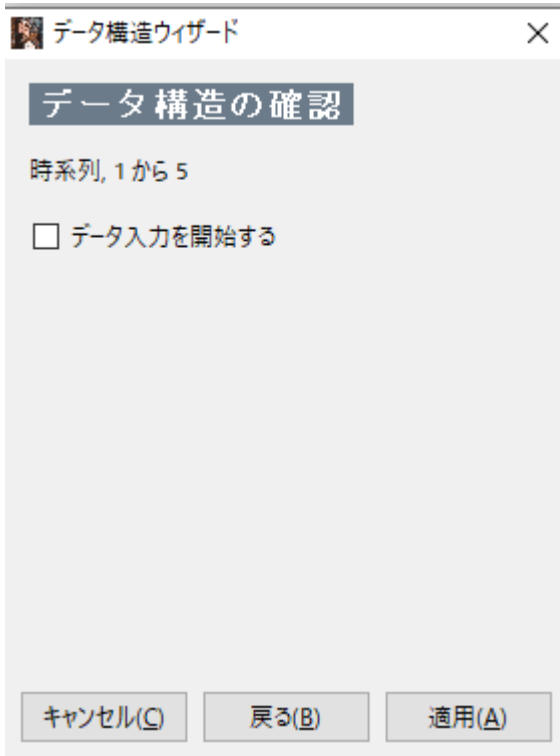 データ構造ウィザード
データ構造の確認
時系列, 1 から 5
データ入力を開始する
キャンセル(C) 戻る(B) 適用(A)